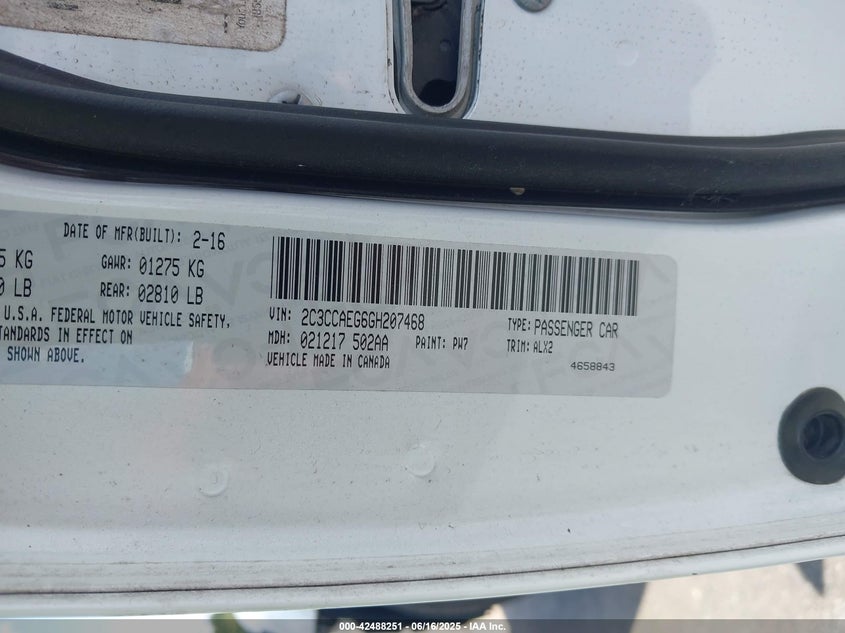 DATE OF MFR(BUILT): 2-16
5 KG GAWR: 01275 KG
0 LB REAR: 02810 LB
U.S.A. FEDERAL MOTOR VEHICLE SAFETY,
STANDARDS IN EFFECT ON
SHOWN ABOVE.
VIN: 2C3CCAEG6GH207468 TYPE: PASSENGER CAR
MDH: 021217 502AA PAINT: PW7 TRIM: ALX2
VEHICLE MADE IN CANADA 4658843
000-42488251 - 06/16/2025 - IAA Inc.